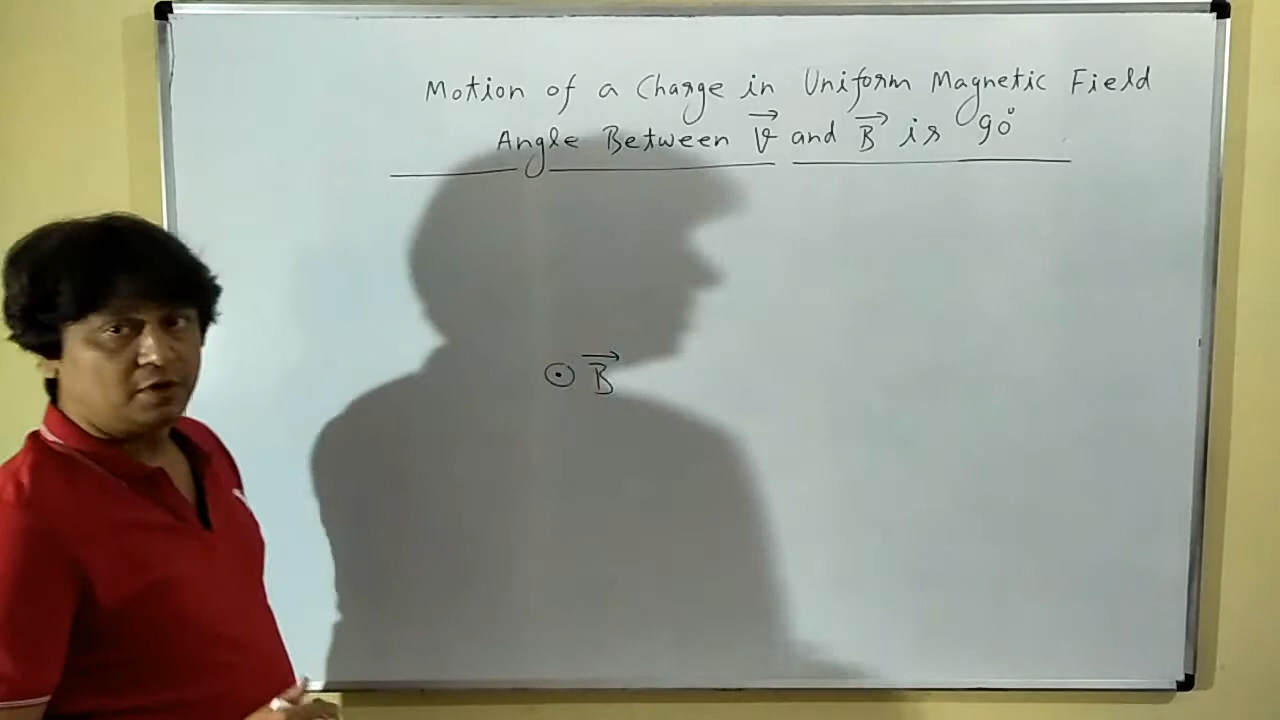 Motion of a Charge in Uniform Magnetic Field
Angle Between v⃗ and B⃗ is 90°
⊙ B⃗